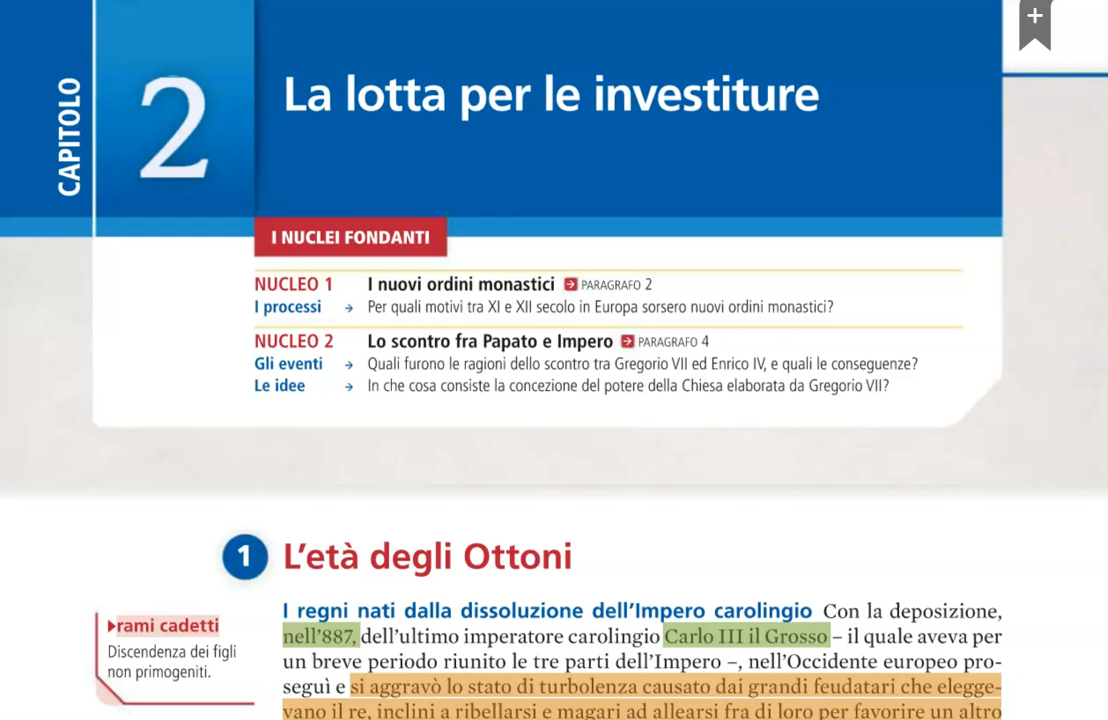 +
CAPITOLO
2
La lotta per le investiture
I NUCLEI FONDANTI
NUCLEO 1 I nuovi ordini monastici PARAGRAFO 2
I processi → Per quali motivi tra XI e XII secolo in Europa sorsero nuovi ordini monastici?
NUCLEO 2 Lo scontro fra Papato e Impero PARAGRAFO 4
Gli eventi → Quali furono le ragioni dello scontro tra Gregorio VII ed Enrico IV, e quali le conseguenze?
Le idee → In che cosa consiste la concezione del potere della Chiesa elaborata da Gregorio VII?
1 L'età degli Ottoni
rami cadetti
Discendenza dei figli
non primogeniti.
I regni nati dalla dissoluzione dell'Impero carolingio Con la deposizione,
nell'887, dell'ultimo imperatore carolingio Carlo III il Grosso – il quale aveva per
un breve periodo riunito le tre parti dell'Impero –, nell'Occidente europeo pro-
seguì e si aggravò lo stato di turbolenza causato dai grandi feudatari che elegge-
vano il re, inclini a ribellarsi e magari ad allearsi fra di loro per favorire un altro